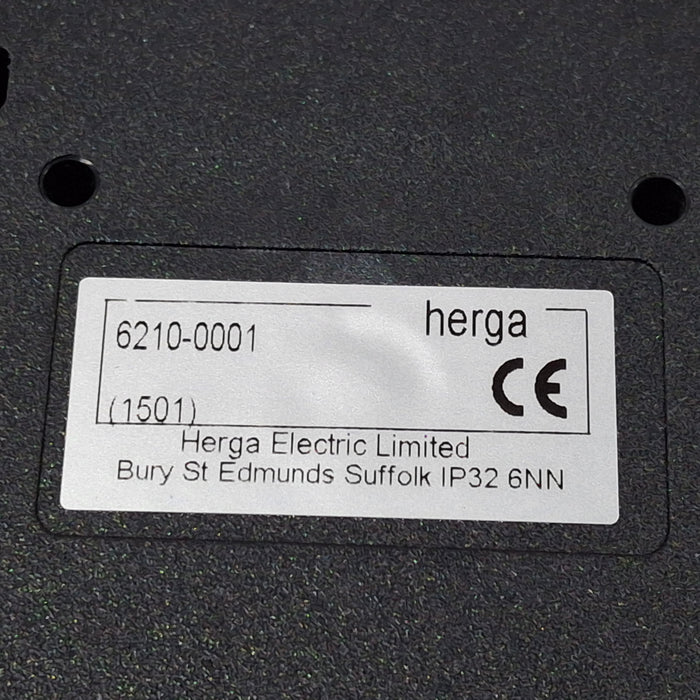 herga
6210-0001
CE
(1501)
Herga Electric Limited
Bury St Edmunds Suffolk IP32 6NN